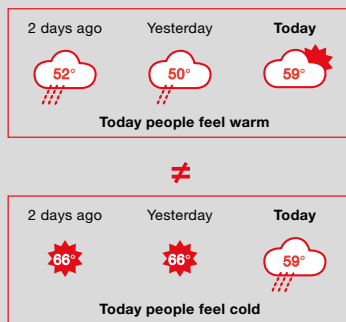 2 days ago Yesterday Today
52° 50° 59°
Today people feel warm
≠
2 days ago Yesterday Today
66° 66° 59°
Today people feel cold